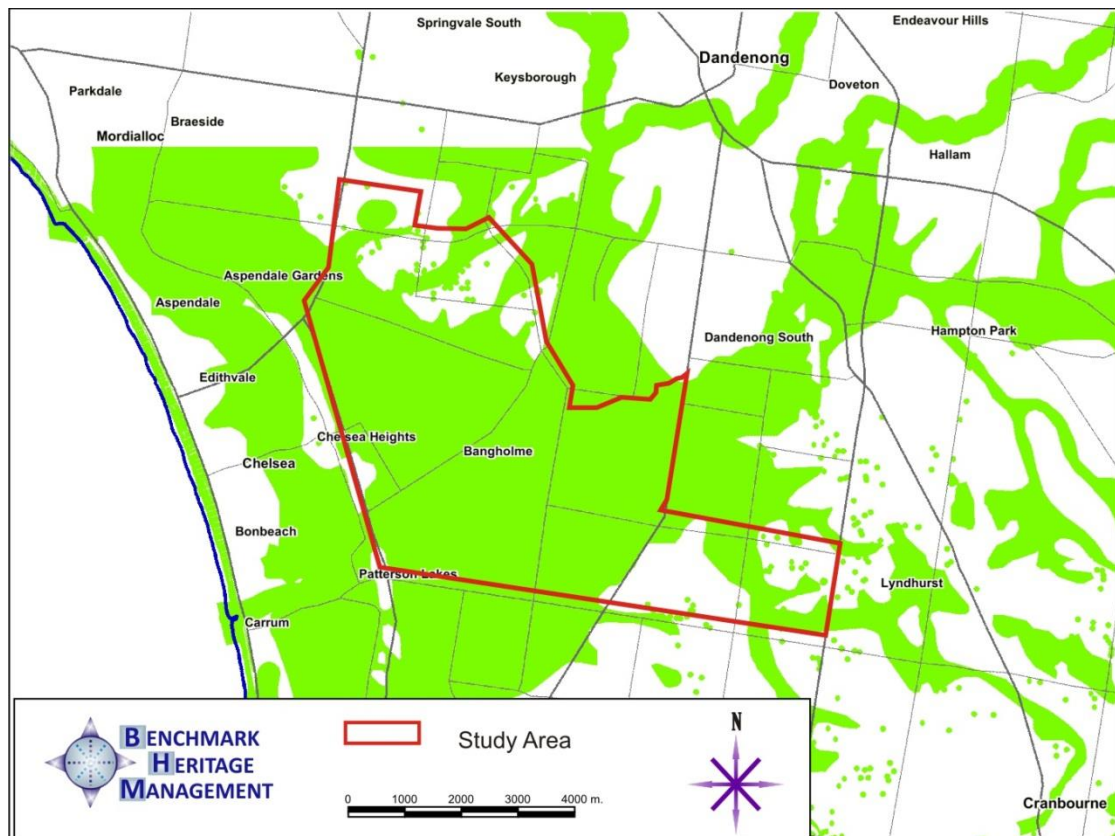 Springvale South
Endeavour Hills
Dandenong
Keysborough
Doveton
Parkdale
Braeside
Mordialloc
Hallam
Aspendale Gardens
Aspendale
Hampton Park
Dandenong South
Edithvale
Chelsea Heights
Bangholme
Chelsea
Bonbeach
Patterson Lakes
Lyndhurst
Carrum
N
BENCHMARK
HERITAGE
MANAGEMENT
Study Area
0 1000 2000 3000 4000 m.
Cranbourne